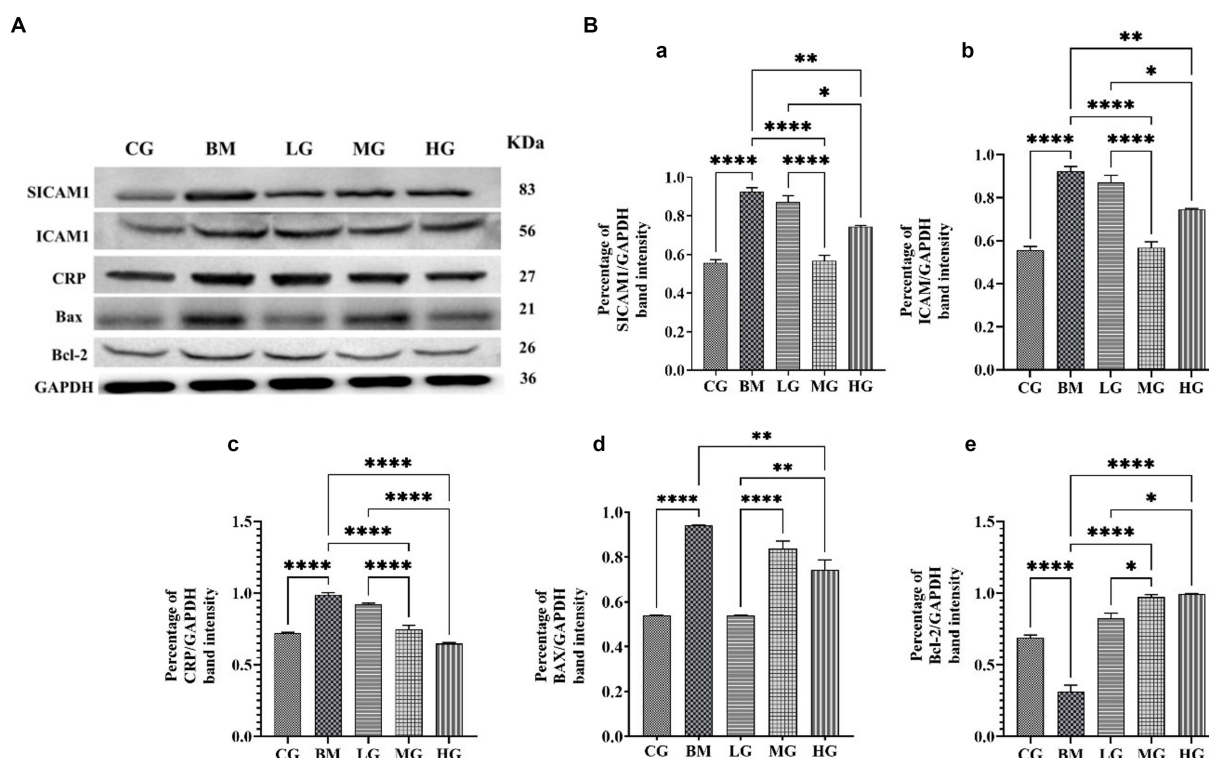 A
CG BM LG MG HG KDa
SICAM1 83
ICAM1 56
CRP 27
Bax 21
Bcl-2 26
GAPDH 36
B
a
**
*
****
**** ****
1.0
0.8
0.6
0.4
0.2
0.0
Percentage of
SICAM1/GAPDH
band intensity
CG BM LG MG HG
b
**
*
****
**** ****
1.0
0.8
0.6
0.4
0.2
0.0
Percentage of
ICAM/GAPDH
band intensity
CG BM LG MG HG
c
****
****
****
**** ****
1.5
1.0
0.5
0.0
Percentage of
CRP/GAPDH
band intensity
CG BM LG MG HG
d
**
**
**** ****
1.0
0.8
0.6
0.4
0.2
0.0
Percentage of
BAX/GAPDH
band intensity
CG BM LG MG HG
e
****
*
****
**** *
1.5
1.0
0.5
0.0
Percentage of
Bcl-2/GAPDH
band intensity
CG BM LG MG HG